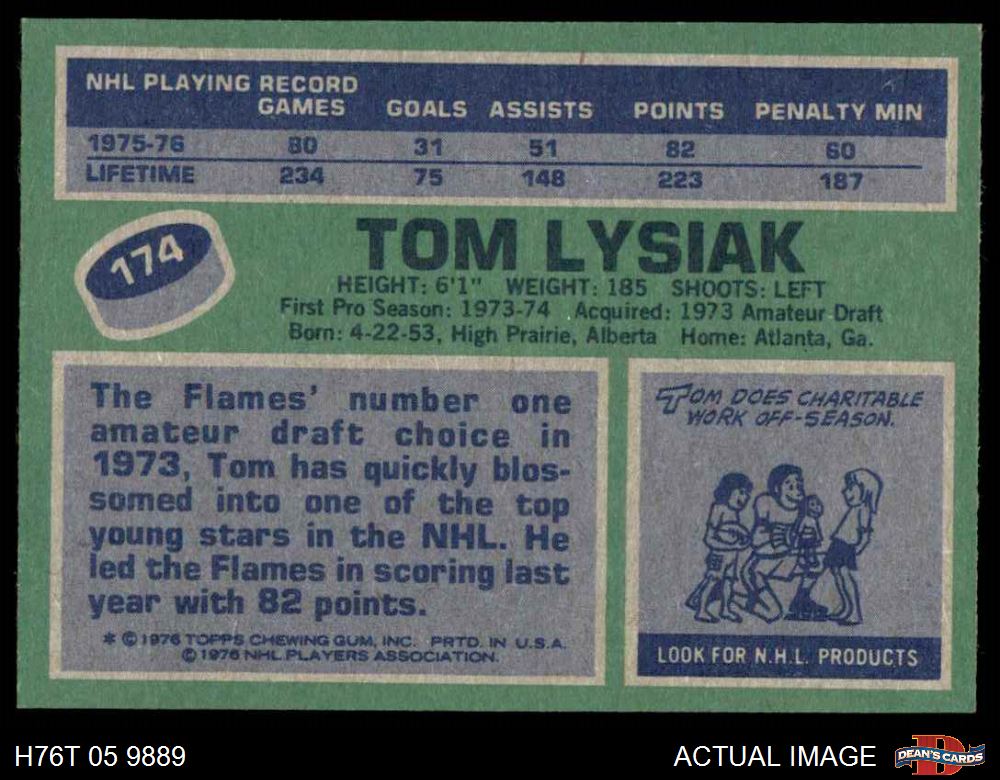 NHL PLAYING RECORD
GAMES GOALS ASSISTS POINTS PENALTY MIN
1975-76 80 31 51 82 60
LIFETIME 234 75 148 223 187
174
TOM LYSIAK
HEIGHT: 6'1" WEIGHT: 185 SHOOTS: LEFT
First Pro Season: 1973-74 Acquired: 1973 Amateur Draft
Born: 4-22-53, High Prairie, Alberta Home: Atlanta, Ga.
The Flames' number one
amateur draft choice in
1973, Tom has quickly blos-
somed into one of the top
young stars in the NHL. He
led the Flames in scoring last
year with 82 points.
* © 1976 TOPPS CHEWING GUM, INC. PRTD. IN U.S.A.
© 1976 NHL PLAYERS ASSOCIATION.
TOM DOES CHARITABLE
WORK OFF-SEASON.
LOOK FOR N.H.L. PRODUCTS
H76T 05 9889
ACTUAL IMAGE
D
DEAN'S CARDS